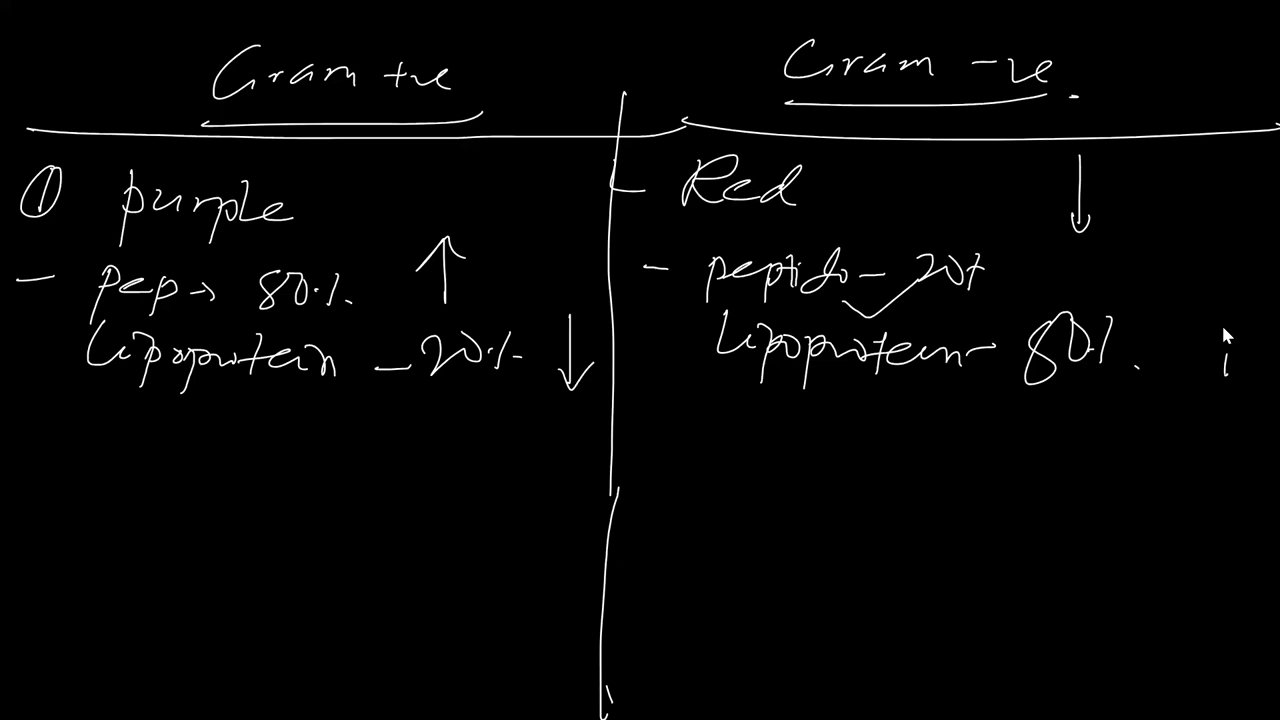 Gram +ve
Gram -ve.
① purple
- pep → 80% ↑
Lipoprotein - 20% ↓
- Red ↓
- peptido - 20%
Lipoprotein - 80%.